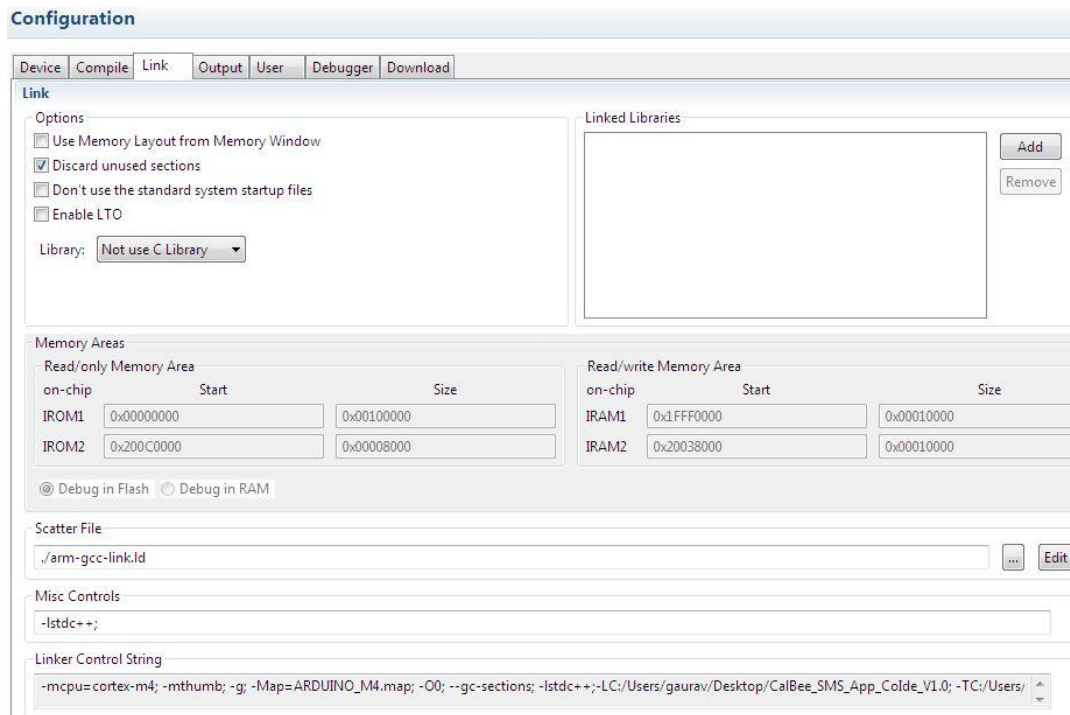 Configuration
Device Compile Link Output User Debugger Download
Link
Options
Use Memory Layout from Memory Window
Discard unused sections
Don't use the standard system startup files
Enable LTO
Library: Not use C Library
Linked Libraries
Add
Remove
Memory Areas
Read/only Memory Area
on-chip Start Size
IROM1 0x00000000 0x00100000
IROM2 0x200C0000 0x00008000
Read/write Memory Area
on-chip Start Size
IRAM1 0x1FFF0000 0x00010000
IRAM2 0x20038000 0x00010000
Debug in Flash Debug in RAM
Scatter File
./arm-gcc-link.ld ... Edit
Misc Controls
-lstdc++;
Linker Control String
-mcpu=cortex-m4; -mthumb; -g; -Map=ARDUINO_M4.map; -O0; --gc-sections; -lstdc++;-LC:/Users/gaurav/Desktop/CalBee_SMS_App_CoIde_V1.0; -TC:/Users/